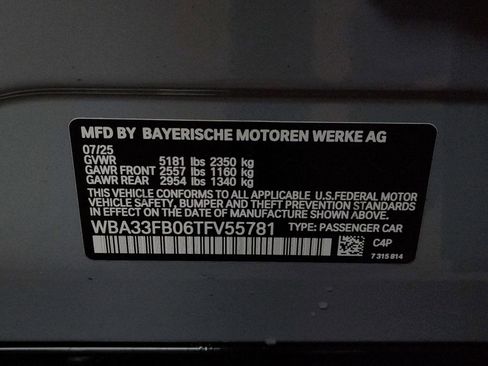 MFD BY BAYERISCHE MOTOREN WERKE AG
07/25
GVWR 5181 lbs 2350 kg
GAWR FRONT 2557 lbs 1160 kg
GAWR REAR 2954 lbs 1340 kg
THIS VEHICLE CONFORMS TO ALL APPLICABLE U.S.FEDERAL MOTOR
VEHICLE SAFETY, BUMPER AND THEFT PREVENTION STANDARDS
IN EFFECT ON THE DATE OF MANUFACTURE SHOWN ABOVE.
WBA33FB06TFV55781 TYPE: PASSENGER CAR
C4P
7 315 814